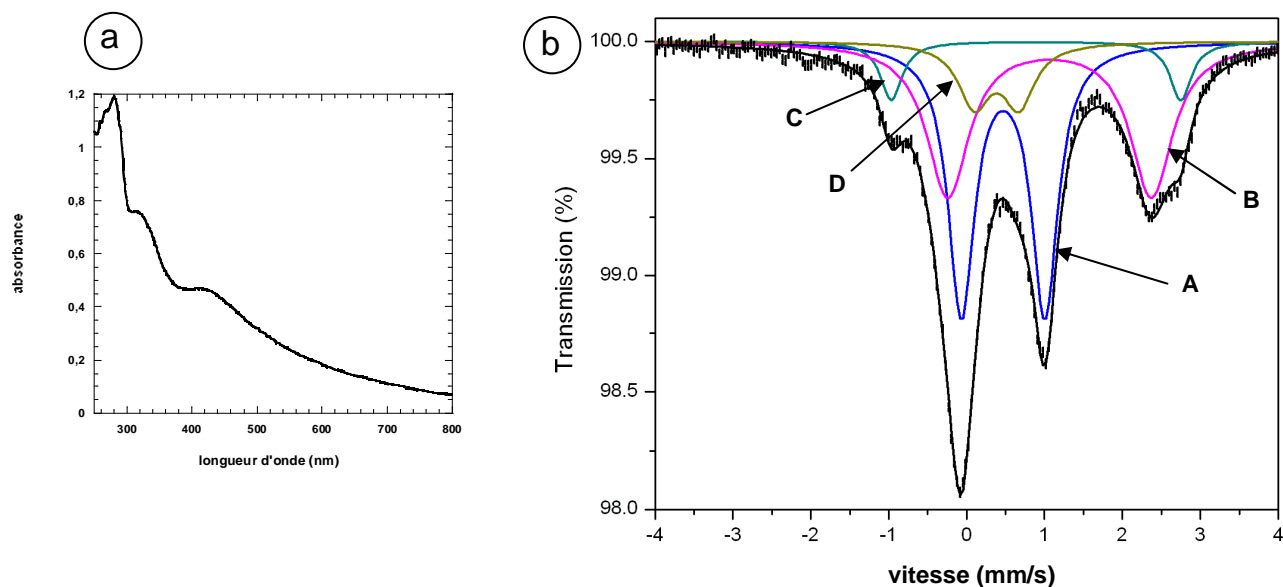 a
1,2
1
0,8
0,6
0,4
0,2
0
300 400 500 600 700 800
absorbance
longueur d'onde (nm)
b
100.0
99.5
99.0
98.5
98.0
-4 -3 -2 -1 0 1 2 3 4
Transmission (%)
vitesse (mm/s)
C
D
B
A